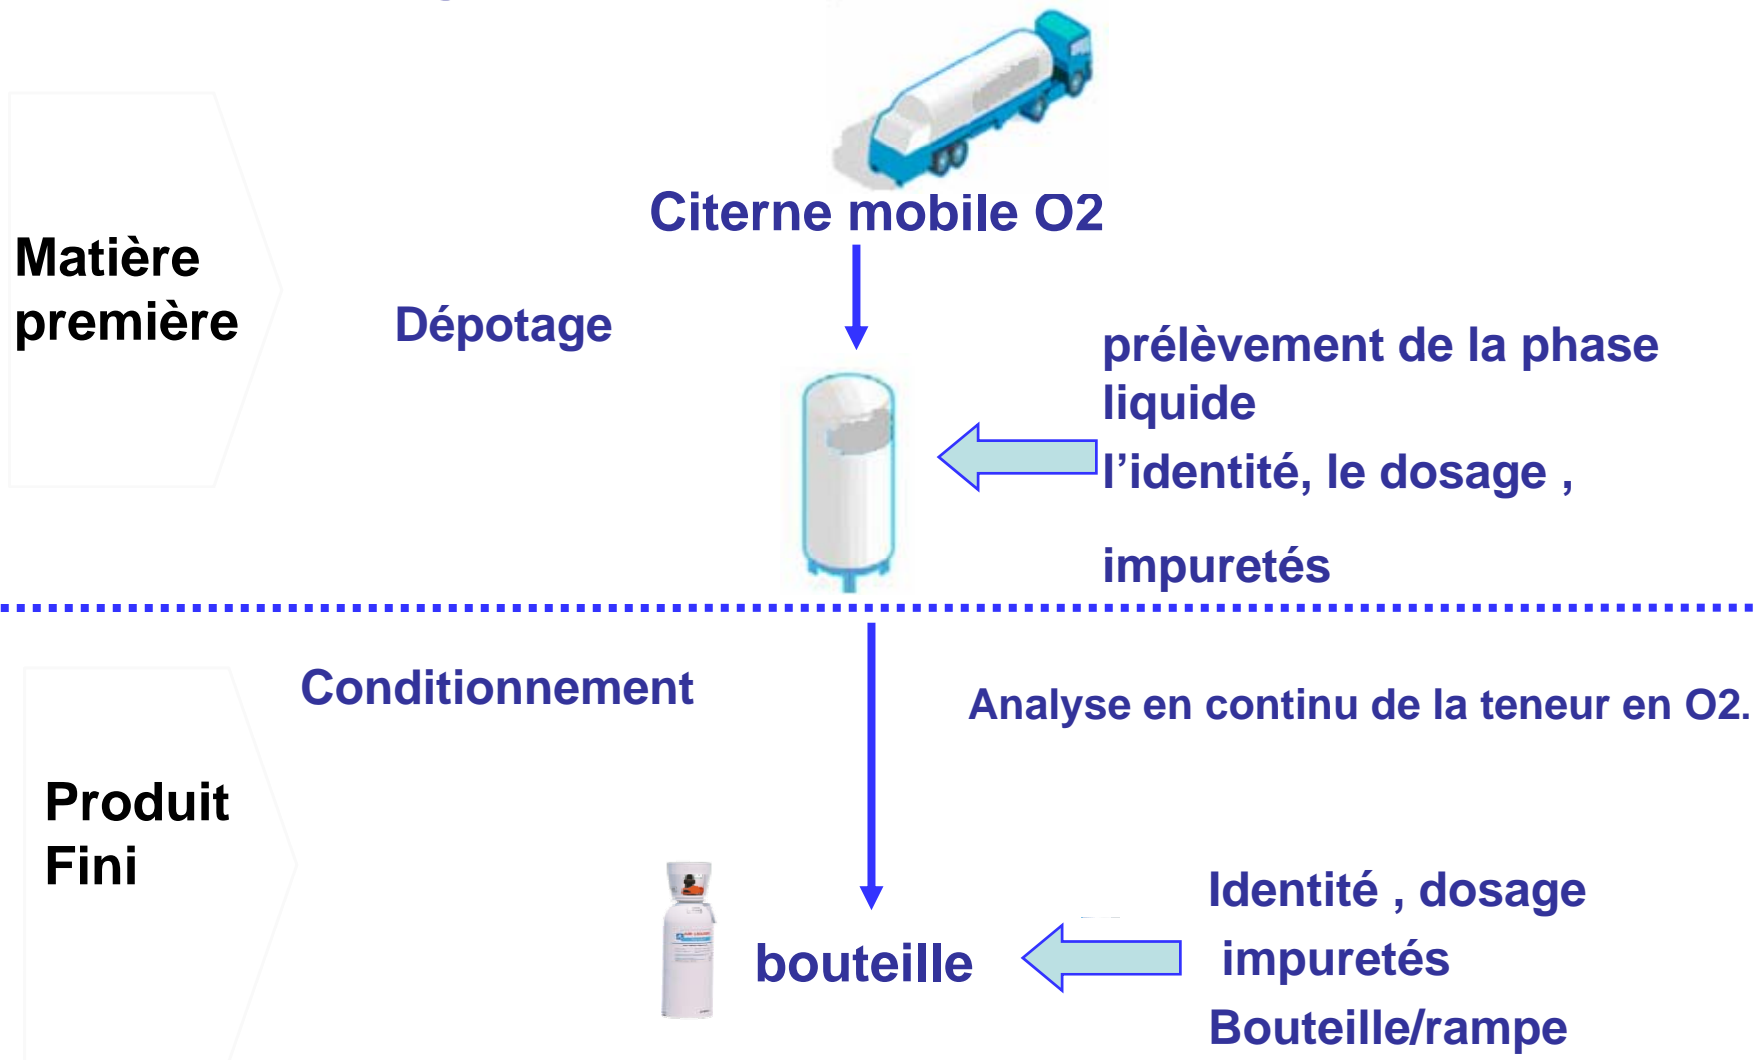 Citerne mobile O2
Matière
première
Dépotage
prélèvement de la phase
liquide
l’identité, le dosage ,
impuretés
Conditionnement
Analyse en continu de la teneur en O2.
Produit
Fini
bouteille
Identité , dosage
impuretés
Bouteille/rampe